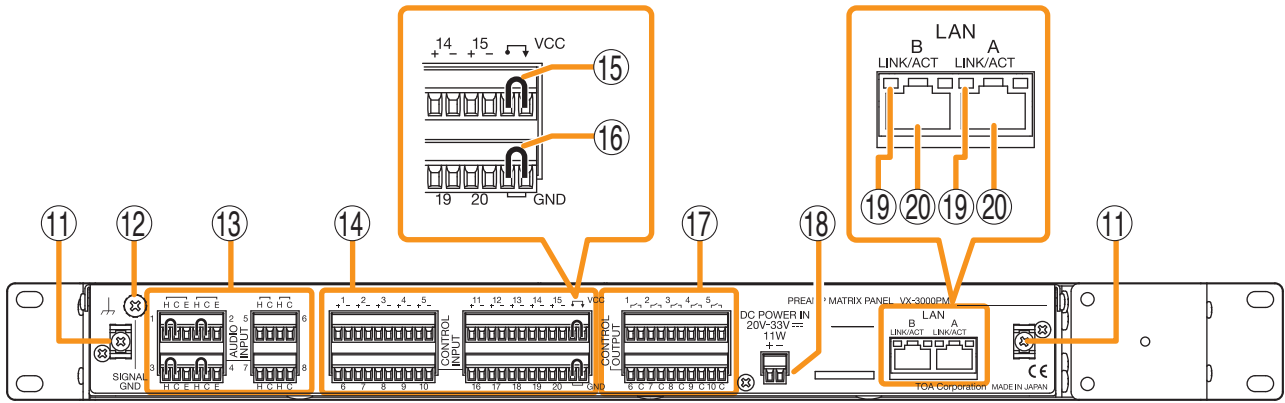 14 15 VCC
+ - + -
⑮
⑯
19 20 GND
LAN
B A
LINK/ACT LINK/ACT
⑲ ⑳ ⑲ ⑳
⑪ ⑫ ⑬ ⑭ ⑰ ⑱ ⑪
H C E H C E
1 2
3 4
H C E H C E
AUDIO INPUT
H C H C
5 6
7 8
H C H C
SIGNAL GND
1 2 3 4 5
+ - + - + - + - + -
6 7 8 9 10
CONTROL INPUT
11 12 13 14 15 VCC
+ - + - + - + - + -
16 17 18 19 20 GND
CONTROL OUTPUT
1 2 3 4 5
6 C 7 C 8 C 9 C 10 C
PREAMP MATRIX PANEL VX-3000PM
DC POWER IN
20V-33V ⎓
11W
+ -
LAN
B A
LINK/ACT LINK/ACT
CE
TOA Corporation MADE IN JAPAN